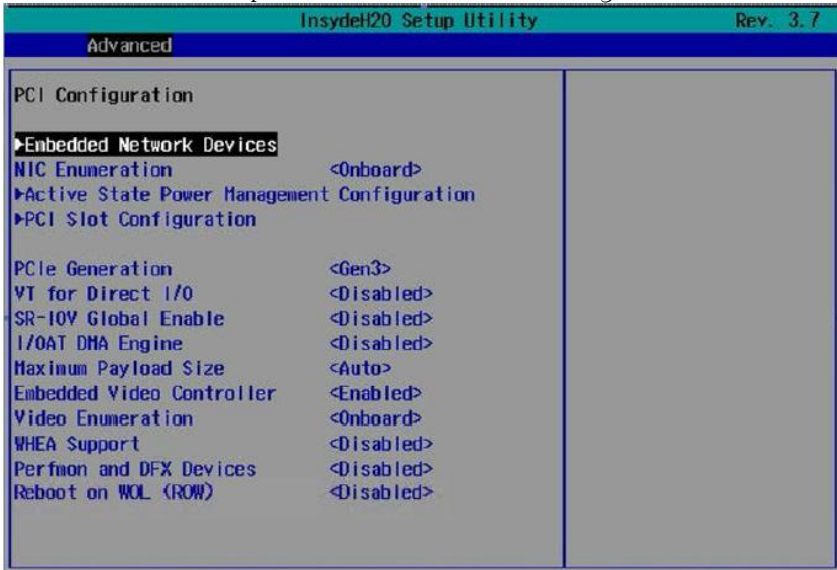 InsydeH20 Setup Utility Rev. 3.7
Advanced
PCI Configuration
▶Embedded Network Devices
NIC Enumeration <Onboard>
▶Active State Power Management Configuration
▶PCI Slot Configuration
PCIe Generation <Gen3>
VT for Direct I/O <Disabled>
SR-IOV Global Enable <Disabled>
I/OAT DMA Engine <Disabled>
Maximum Payload Size <Auto>
Embedded Video Controller <Enabled>
Video Enumeration <Onboard>
WHEA Support <Disabled>
Perfmon and DFX Devices <Disabled>
Reboot on WOL (ROW) <Disabled>